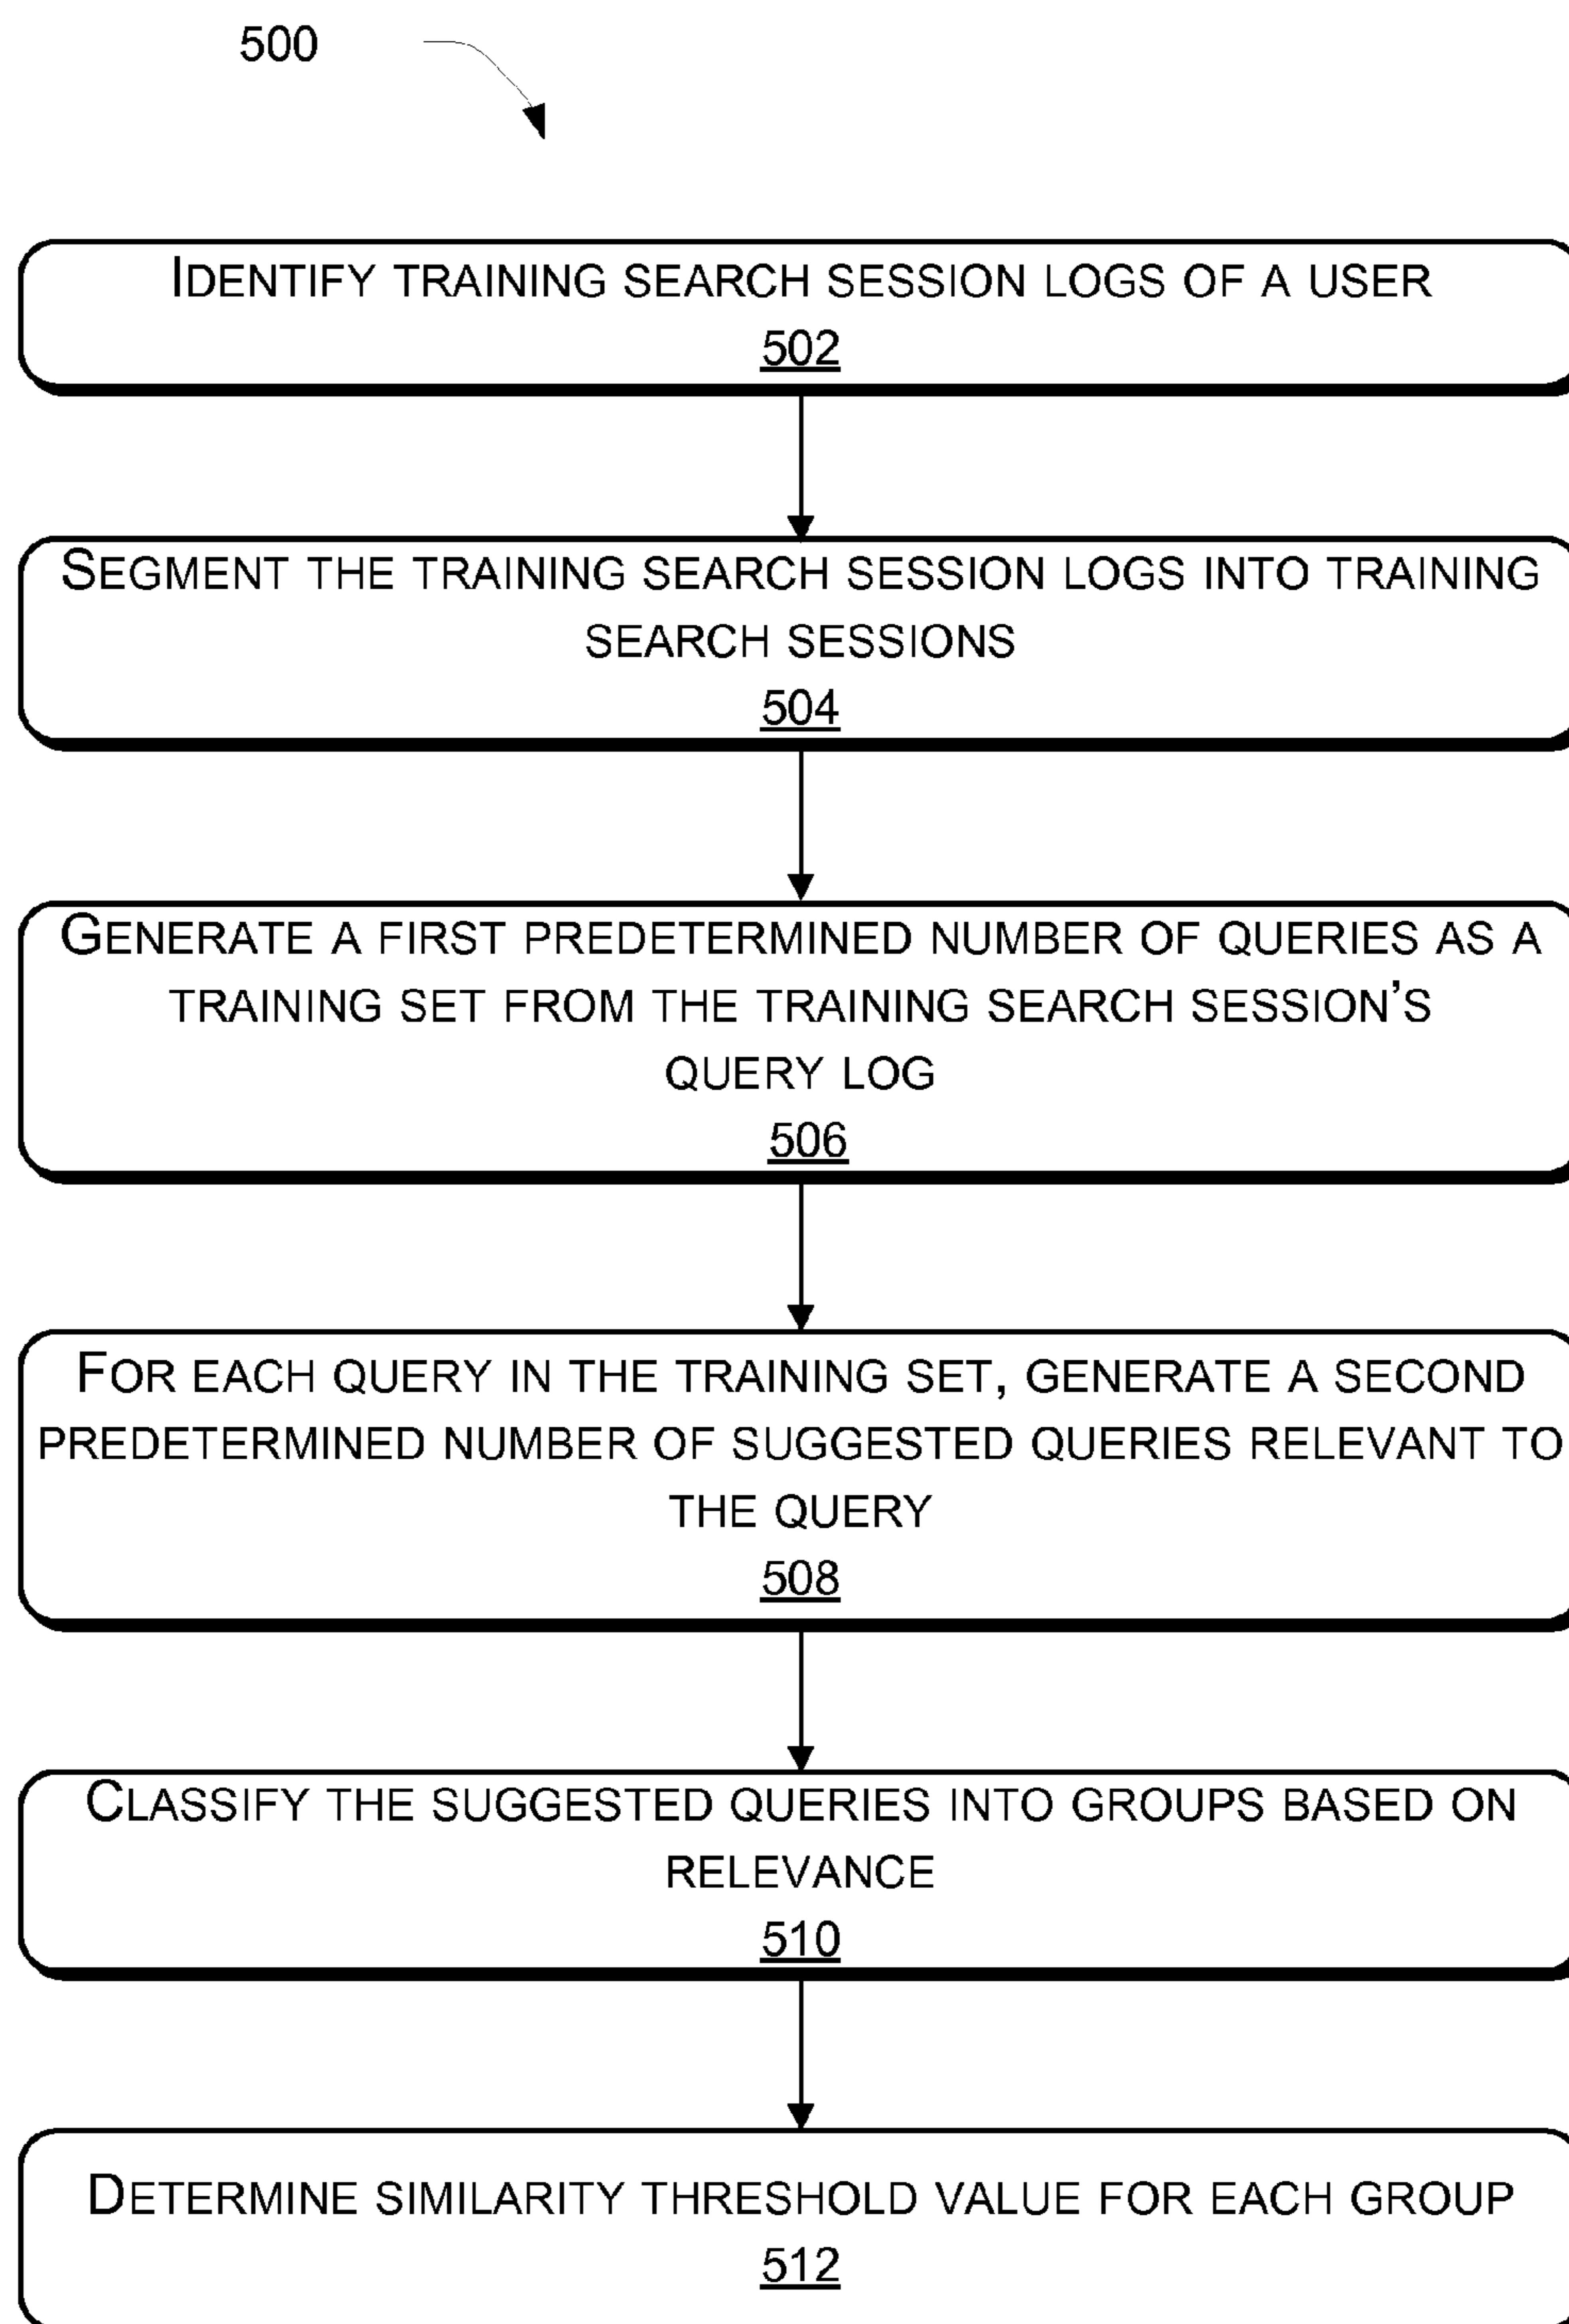 500
IDENTIFY TRAINING SEARCH SESSION LOGS OF A USER
502
SEGMENT THE TRAINING SEARCH SESSION LOGS INTO TRAINING
SEARCH SESSIONS
504
GENERATE A FIRST PREDETERMINED NUMBER OF QUERIES AS A
TRAINING SET FROM THE TRAINING SEARCH SESSION'S
QUERY LOG
506
FOR EACH QUERY IN THE TRAINING SET, GENERATE A SECOND
PREDETERMINED NUMBER OF SUGGESTED QUERIES RELEVANT TO
THE QUERY
508
CLASSIFY THE SUGGESTED QUERIES INTO GROUPS BASED ON
RELEVANCE
510
DETERMINE SIMILARITY THRESHOLD VALUE FOR EACH GROUP
512